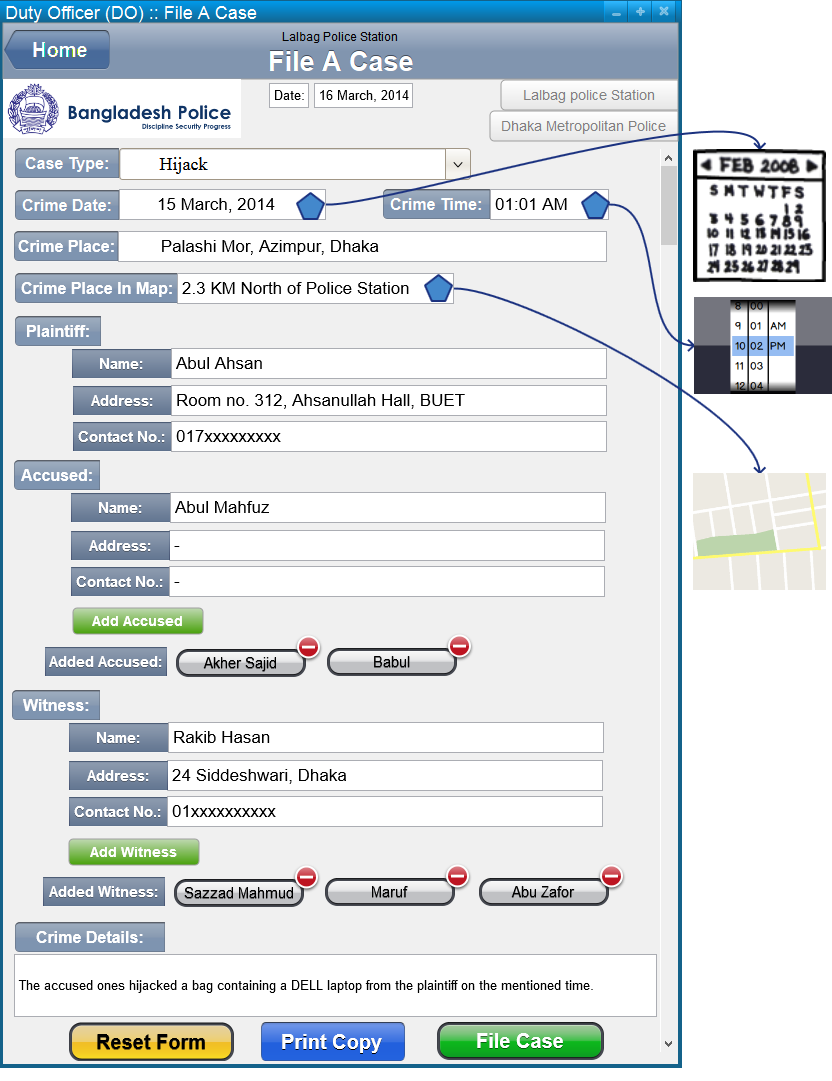 Duty Officer (DO) :: File A Case
Lalbag Police Station
Home
File A Case
Bangladesh Police
Discipline Security Progress
Date: 16 March, 2014
Lalbag police Station
Dhaka Metropolitan Police
Case Type: Hijack
Crime Date: 15 March, 2014 Crime Time: 01:01 AM
Crime Place: Palashi Mor, Azimpur, Dhaka
Crime Place In Map: 2.3 KM North of Police Station
Plaintiff:
Name: Abul Ahsan
Address: Room no. 312, Ahsanullah Hall, BUET
Contact No.: 017xxxxxxxxx
Accused:
Name: Abul Mahfuz
Address: -
Contact No.: -
Add Accused
Added Accused: Akher Sajid Babul
Witness:
Name: Rakib Hasan
Address: 24 Siddeshwari, Dhaka
Contact No.: 01xxxxxxxxxx
Add Witness
Added Witness: Sazzad Mahmud Maruf Abu Zafor
Crime Details:
The accused ones hijacked a bag containing a DELL laptop from the plaintiff on the mentioned time.
Reset Form Print Copy File Case
FEB 2008
S M T W T F S
1 2
3 4 5 6 7 8 9
10 11 12 13 14 15 16
17 18 19 20 21 22 23
24 25 26 27 28 29
8 00
9 01 AM
10 02 PM
11 03
12 04